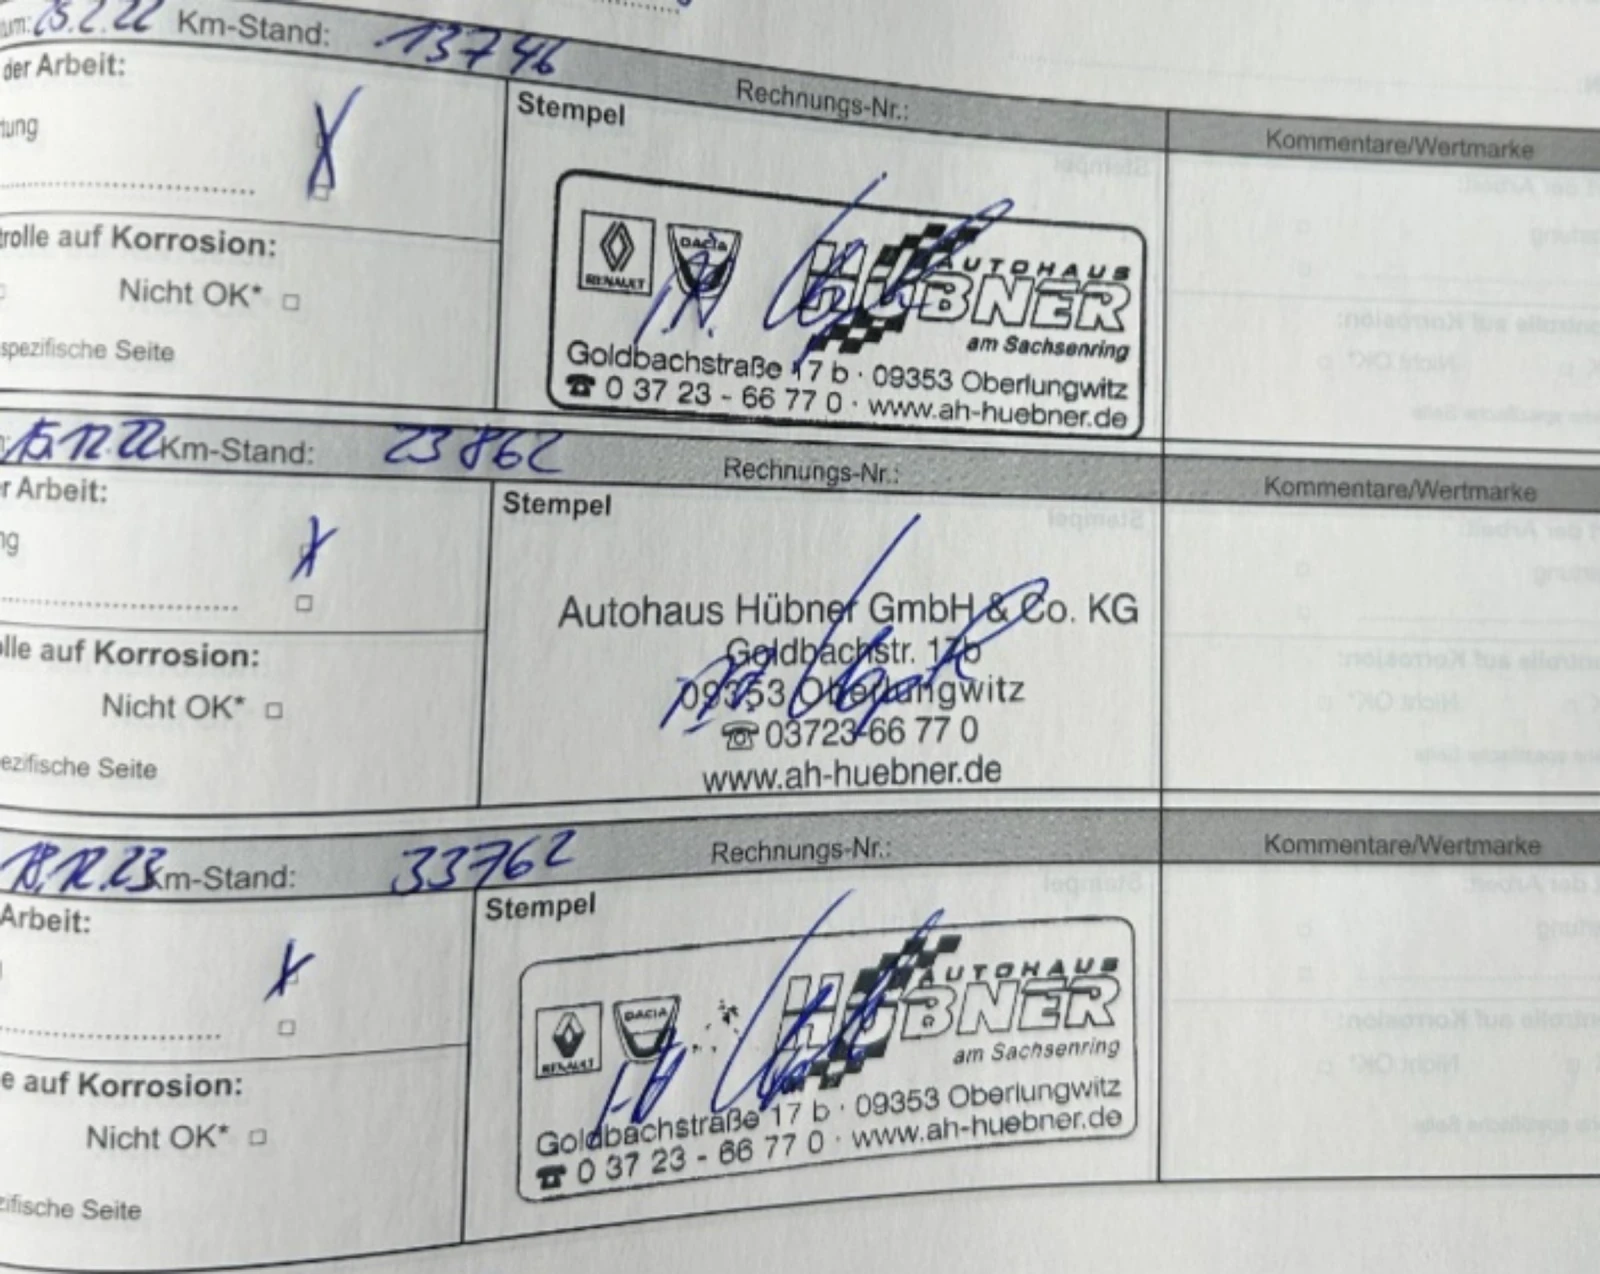 um: 25.2.22 Km-Stand: 13746
Rechnungs-Nr.:
Kommentare/Wertmarke
der Arbeit:
Stempel
tung
RENAULT DACIA AUTOHAUS
HÜBNER
am Sachsenring
Goldbachstraße 17 b · 09353 Oberlungwitz
☎ 0 37 23 - 66 77 0 · www.ah-huebner.de
trolle auf Korrosion:
Nicht OK* □
spezifische Seite
15.12.22 Km-Stand: 23862
Rechnungs-Nr.:
Kommentare/Wertmarke
r Arbeit:
Stempel
ng
Autohaus Hübner GmbH & Co. KG
Goldbachstr. 17b
09353 Oberlungwitz
☏ 03723-66 77 0
www.ah-huebner.de
olle auf Korrosion:
Nicht OK* □
ezifische Seite
18.12.23 Km-Stand: 33762
Rechnungs-Nr.:
Kommentare/Wertmarke
Arbeit:
Stempel
RENAULT DACIA AUTOHAUS
HÜBNER
am Sachsenring
Goldbachstraße 17 b · 09353 Oberlungwitz
☎ 0 37 23 - 66 77 0 · www.ah-huebner.de
e auf Korrosion:
Nicht OK* □
zifische Seite